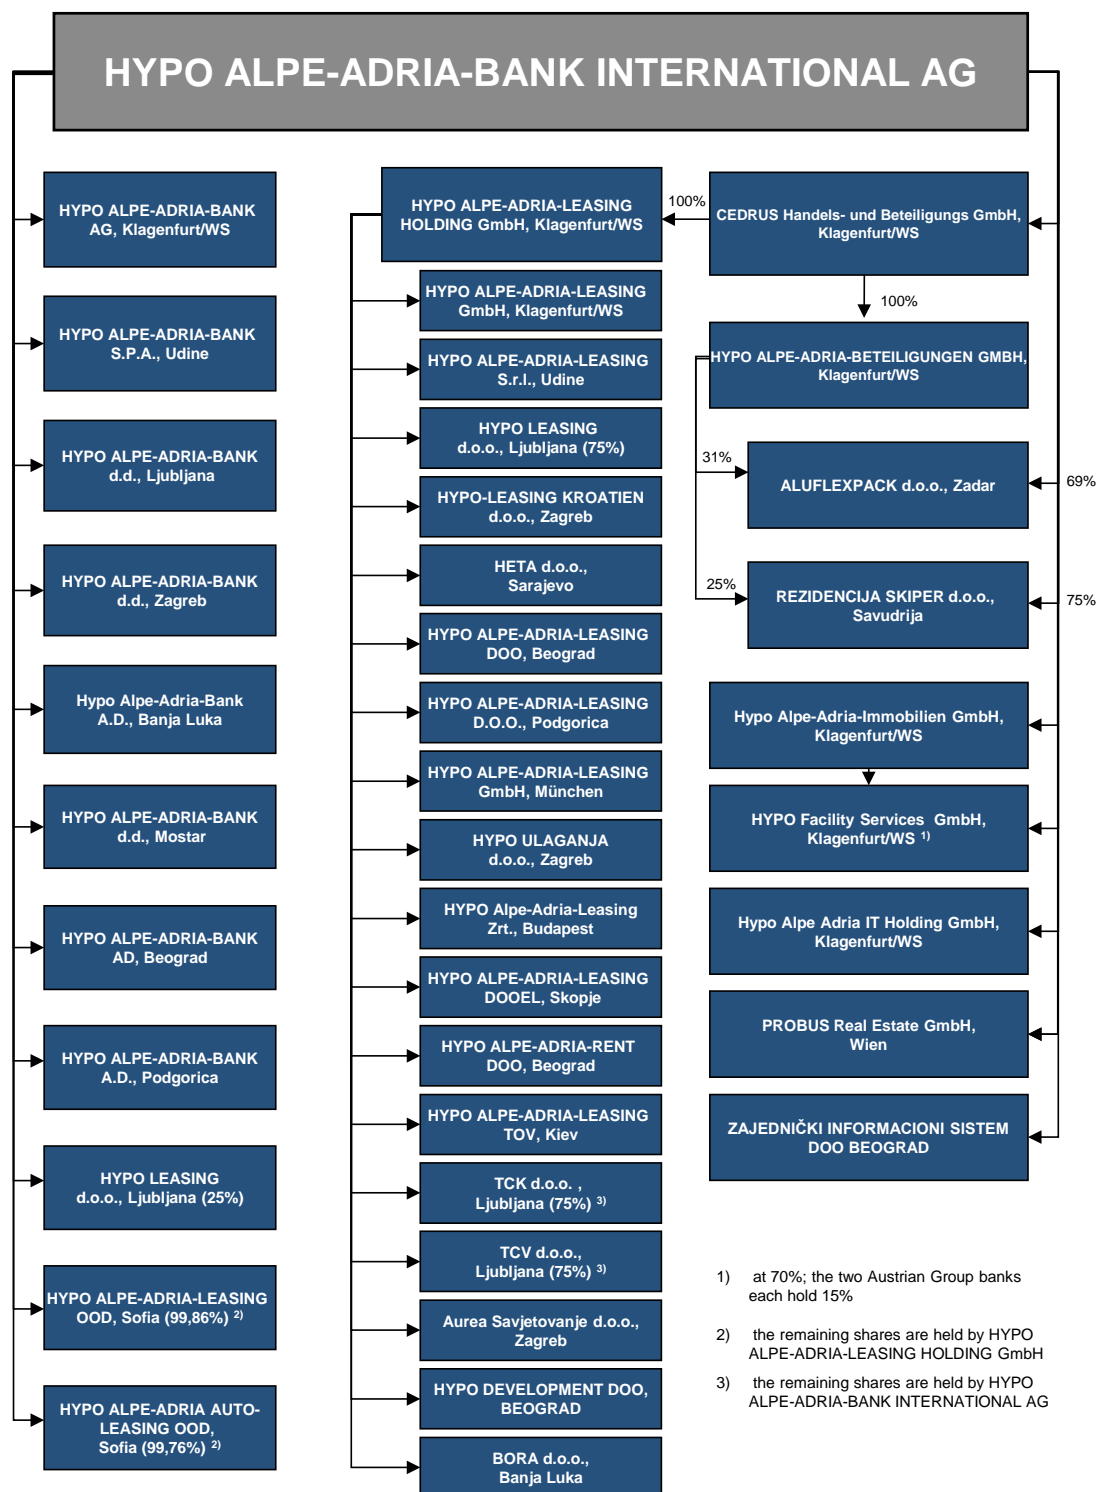 HYPO ALPE-ADRIA-BANK INTERNATIONAL AG
HYPO ALPE-ADRIA-BANK
AG, Klagenfurt/WS
HYPO ALPE-ADRIA-BANK
S.P.A., Udine
HYPO ALPE-ADRIA-BANK
d.d., Ljubljana
HYPO ALPE-ADRIA-BANK
d.d., Zagreb
Hypo Alpe-Adria-Bank
A.D., Banja Luka
HYPO ALPE-ADRIA-BANK
d.d., Mostar
HYPO ALPE-ADRIA-BANK
AD, Beograd
HYPO ALPE-ADRIA-BANK
A.D., Podgorica
HYPO LEASING
d.o.o., Ljubljana (25%)
HYPO ALPE-ADRIA-LEASING
OOD, Sofia (99,86%) 2)
HYPO ALPE-ADRIA AUTO-
LEASING OOD,
Sofia (99,76%) 2)
HYPO ALPE-ADRIA-LEASING
HOLDING GmbH, Klagenfurt/WS
HYPO ALPE-ADRIA-LEASING
GmbH, Klagenfurt/WS
HYPO ALPE-ADRIA-LEASING
S.r.l., Udine
HYPO LEASING
d.o.o., Ljubljana (75%)
HYPO-LEASING KROATIEN
d.o.o., Zagreb
HETA d.o.o.,
Sarajevo
HYPO ALPE-ADRIA-LEASING
DOO, Beograd
HYPO ALPE-ADRIA-LEASING
D.O.O., Podgorica
HYPO ALPE-ADRIA-LEASING
GmbH, München
HYPO ULAGANJA
d.o.o., Zagreb
HYPO Alpe-Adria-Leasing
Zrt., Budapest
HYPO ALPE-ADRIA-LEASING
DOOEL, Skopje
HYPO ALPE-ADRIA-RENT
DOO, Beograd
HYPO ALPE-ADRIA-LEASING
TOV, Kiev
TCK d.o.o. ,
Ljubljana (75%) 3)
TCV d.o.o.,
Ljubljana (75%) 3)
Aurea Savjetovanje d.o.o.,
Zagreb
HYPO DEVELOPMENT DOO,
BEOGRAD
BORA d.o.o.,
Banja Luka
100%
CEDRUS Handels- und Beteiligungs GmbH,
Klagenfurt/WS
100%
HYPO ALPE-ADRIA-BETEILIGUNGEN GMBH,
Klagenfurt/WS
31%
ALUFLEXPACK d.o.o., Zadar
69%
25%
REZIDENCIJA SKIPER d.o.o.,
Savudrija
75%
Hypo Alpe-Adria-Immobilien GmbH,
Klagenfurt/WS
HYPO Facility Services GmbH,
Klagenfurt/WS 1)
Hypo Alpe Adria IT Holding GmbH,
Klagenfurt/WS
PROBUS Real Estate GmbH,
Wien
ZAJEDNIČKI INFORMACIONI SISTEM
DOO BEOGRAD
1) at 70%; the two Austrian Group banks
each hold 15%
2) the remaining shares are held by HYPO
ALPE-ADRIA-LEASING HOLDING GmbH
3) the remaining shares are held by HYPO
ALPE-ADRIA-BANK INTERNATIONAL AG